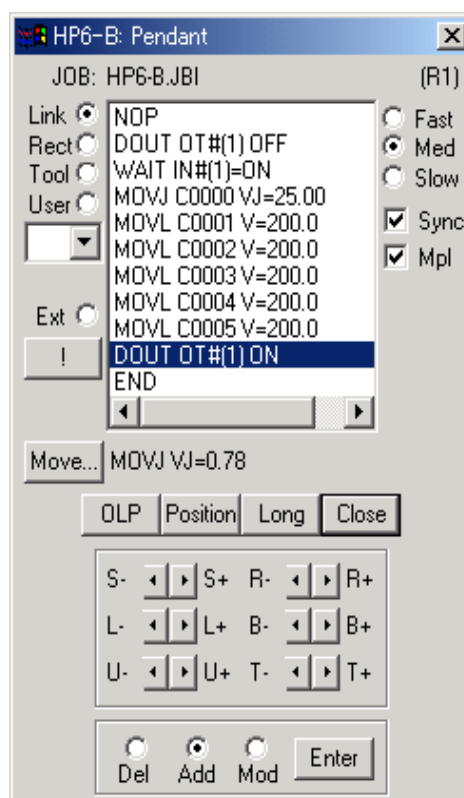 HP6-B: Pendant
JOB: HP6-B.JBI (R1)
Link
Rect
Tool
User
Ext
!
NOP
DOUT OT#(1) OFF
WAIT IN#(1)=ON
MOVJ C0000 VJ=25.00
MOVL C0001 V=200.0
MOVL C0002 V=200.0
MOVL C0003 V=200.0
MOVL C0004 V=200.0
MOVL C0005 V=200.0
DOUT OT#(1) ON
END
Fast
Med
Slow
Sync
Mpl
Move... MOVJ VJ=0.78
OLP Position Long Close
S- S+ R- R+
L- L+ B- B+
U- U+ T- T+
Del Add Mod Enter